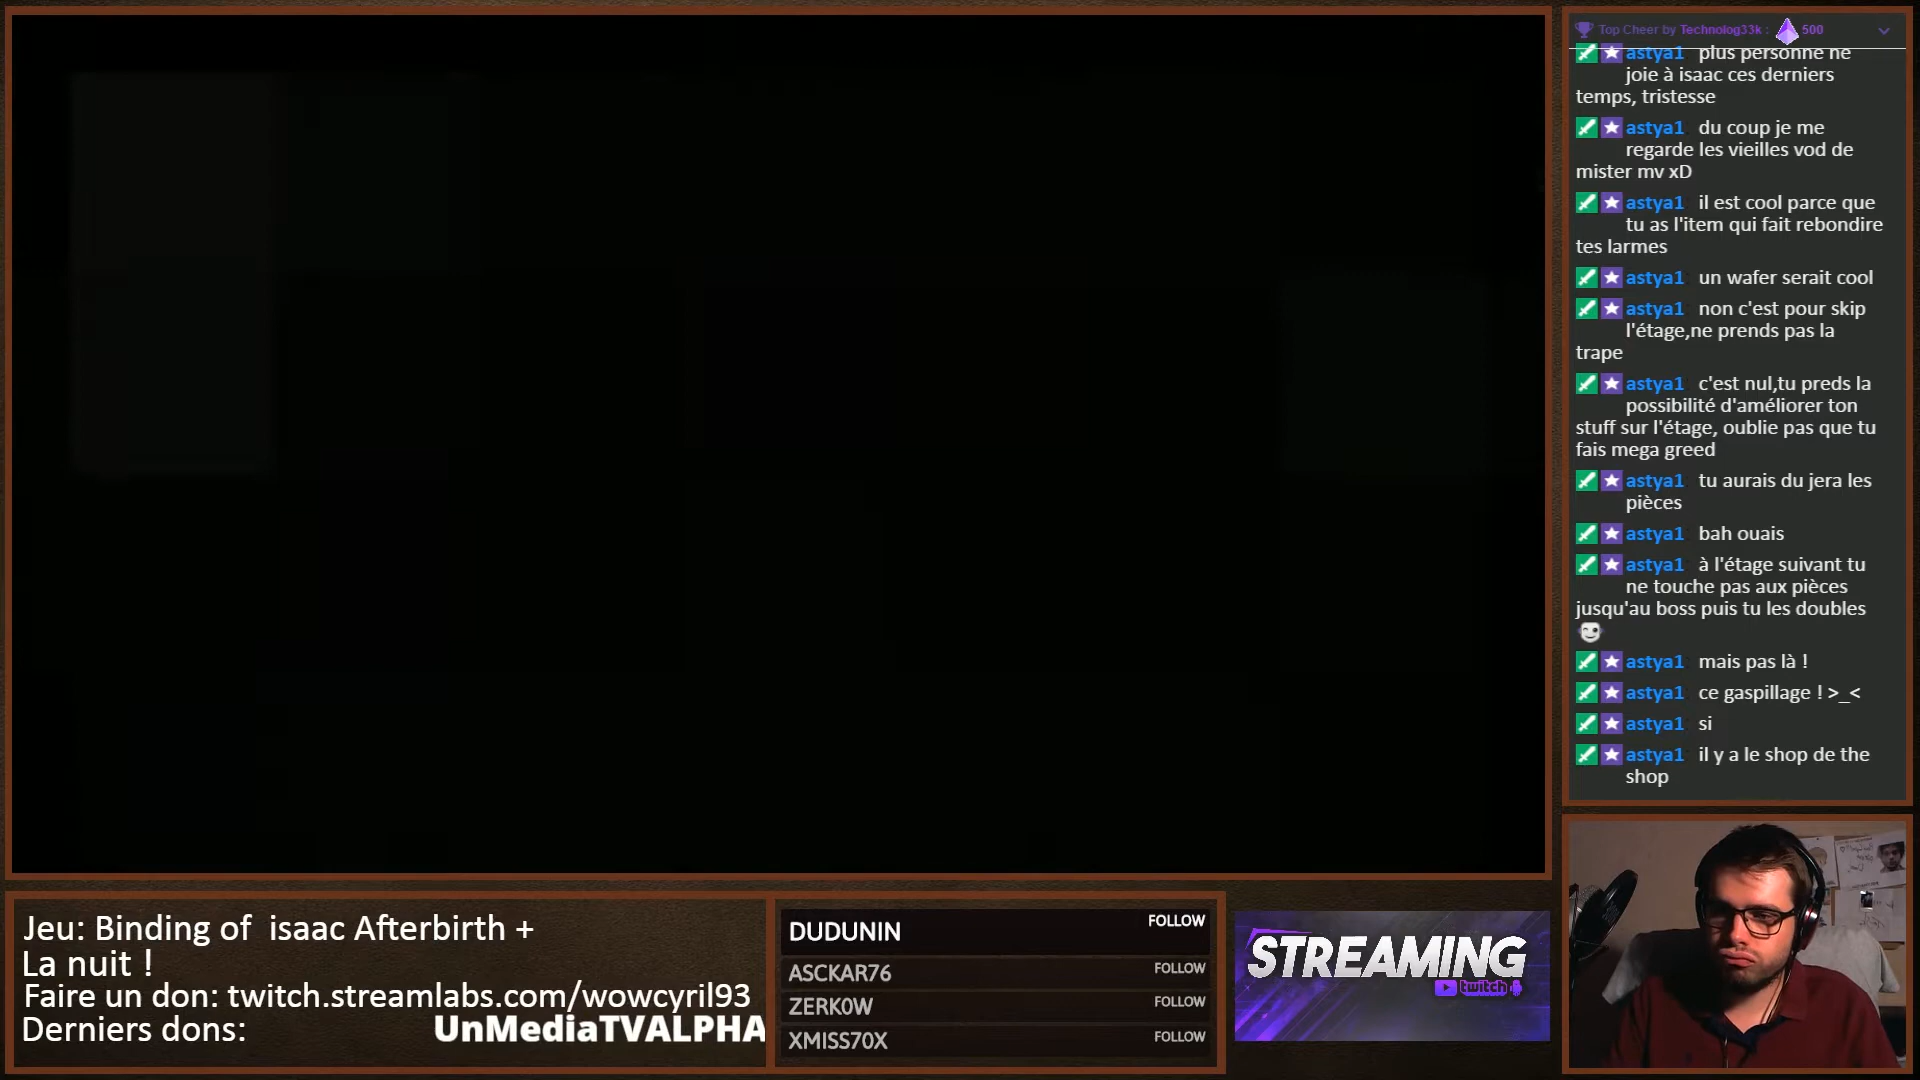 Top Cheer by Technolog33k : 500
astya1 plus personne ne
joie à isaac ces derniers
temps, tristesse
astya1 du coup je me
regarde les vieilles vod de
mister mv xD
astya1 il est cool parce que
tu as l'item qui fait rebondire
tes larmes
astya1 un wafer serait cool
astya1 non c'est pour skip
l'étage,ne prends pas la
trape
astya1 c'est nul,tu preds la
possibilité d'améliorer ton
stuff sur l'étage, oublie pas que tu
fais mega greed
astya1 tu aurais du jera les
pièces
astya1 bah ouais
astya1 à l'étage suivant tu
ne touche pas aux pièces
jusqu'au boss puis tu les doubles
astya1 mais pas là !
astya1 ce gaspillage ! >_<
astya1 si
astya1 il y a le shop de the
shop
Jeu: Binding of isaac Afterbirth +
La nuit !
Faire un don: twitch.streamlabs.com/wowcyril93
Derniers dons: UnMediaTVALPHA
DUDUNIN FOLLOW
ASCKAR76 FOLLOW
ZERK0W FOLLOW
XMISS70X FOLLOW
STREAMING
twitch